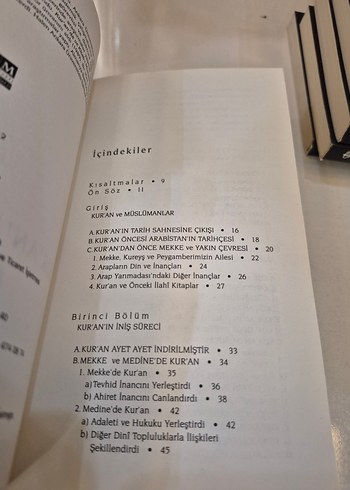 İçindekiler
Kısaltmalar • 9
Ön Söz • 11
Giriş
KUR'AN ve MÜSLÜMANLAR
A. KUR'AN'IN TARİH SAHNESİNE ÇIKIŞI • 16
B. KUR'AN ÖNCESİ ARABİSTAN'IN TARİHÇESİ • 18
C. KUR'AN'DAN ÖNCE MEKKE ve YAKIN ÇEVRESİ • 20
1. Mekke, Kureyş ve Peygamberimizin Ailesi • 22
2. Arapların Din ve İnançları • 24
3. Arap Yarımadası'ndaki Diğer İnançlar • 26
4. Kur'an ve Önceki İlahî Kitaplar • 27
Birinci Bölüm
KUR'AN'IN İNİŞ SÜRECİ
A. KUR'AN AYET AYET İNDİRİLMİŞTİR • 33
B. MEKKE ve MEDİNE'DE KUR'AN • 34
1. Mekke'de Kur'an • 35
a) Tevhid İnancını Yerleştirdi • 36
b) Ahiret İnancını Canlandırdı • 38
2. Medine'de Kur'an • 42
a) Adaleti ve Hukuku Yerleştirdi • 42
b) Diğer Dinî Topluluklarla İlişkileri
Şekillendirdi • 45